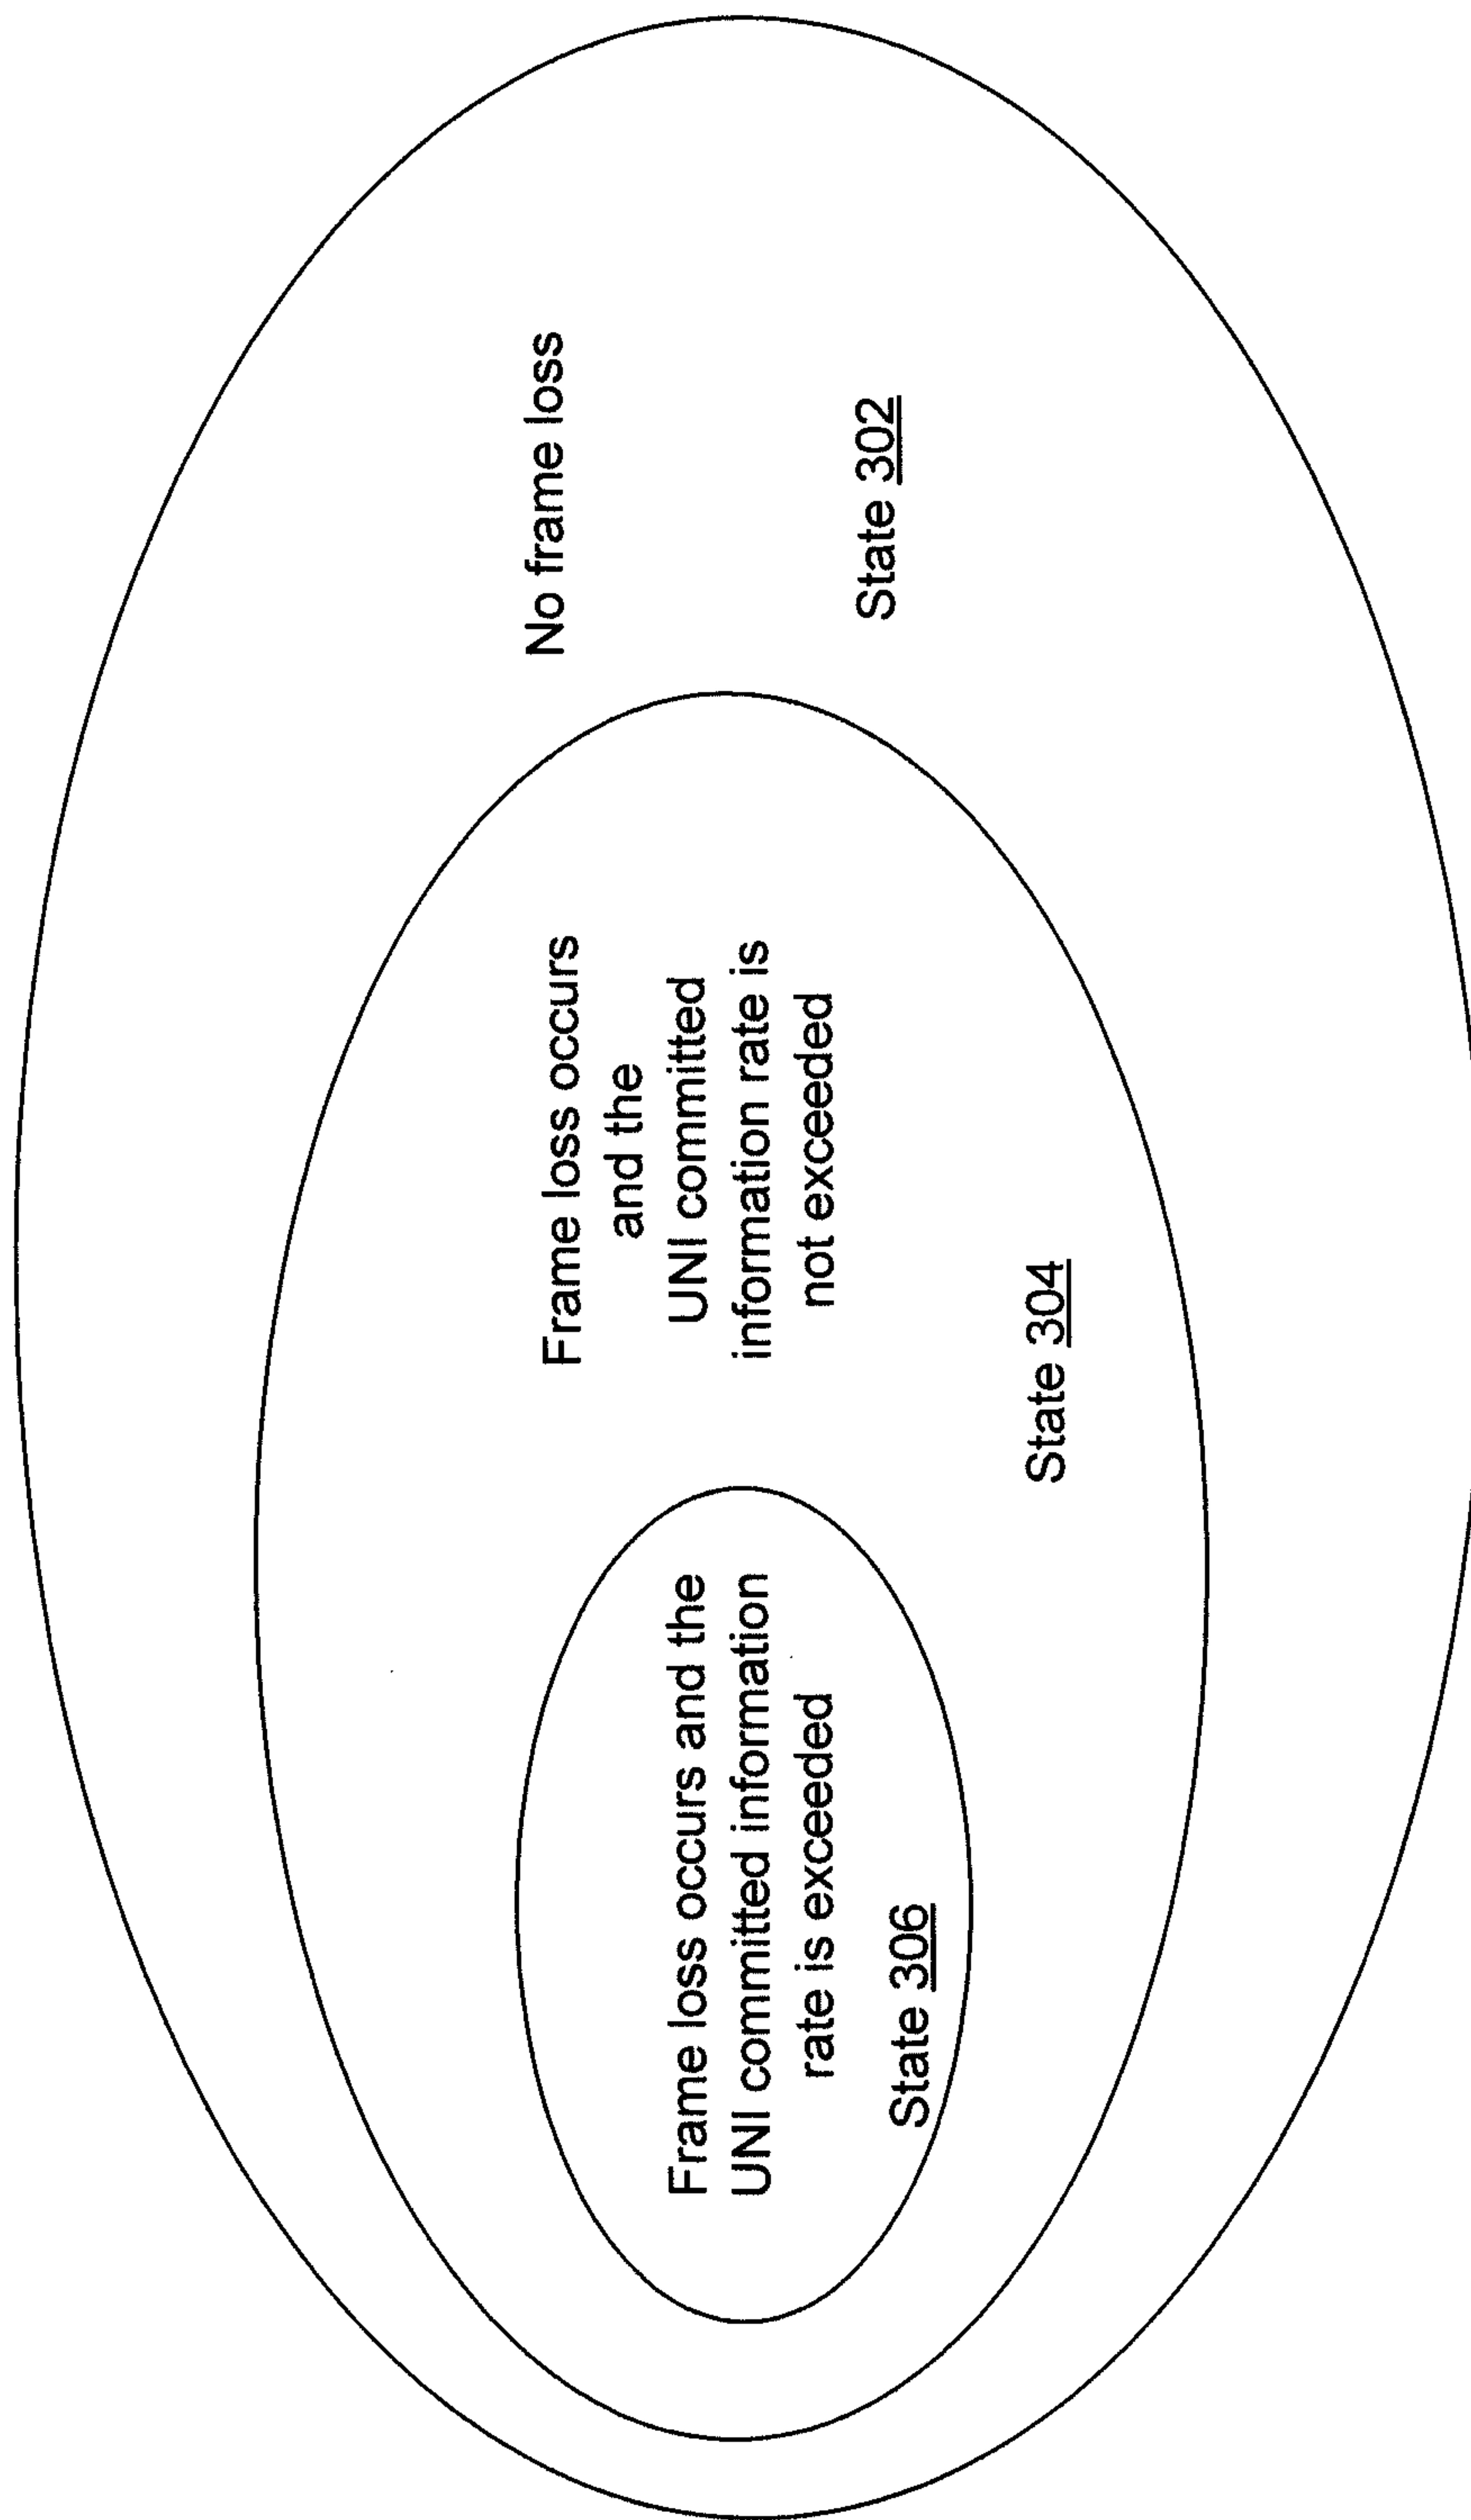 Frame loss occurs and the
UNI committed information
rate is exceeded
State 306
Frame loss occurs
and the
UNI committed
information rate is
not exceeded
State 304
No frame loss
State 302